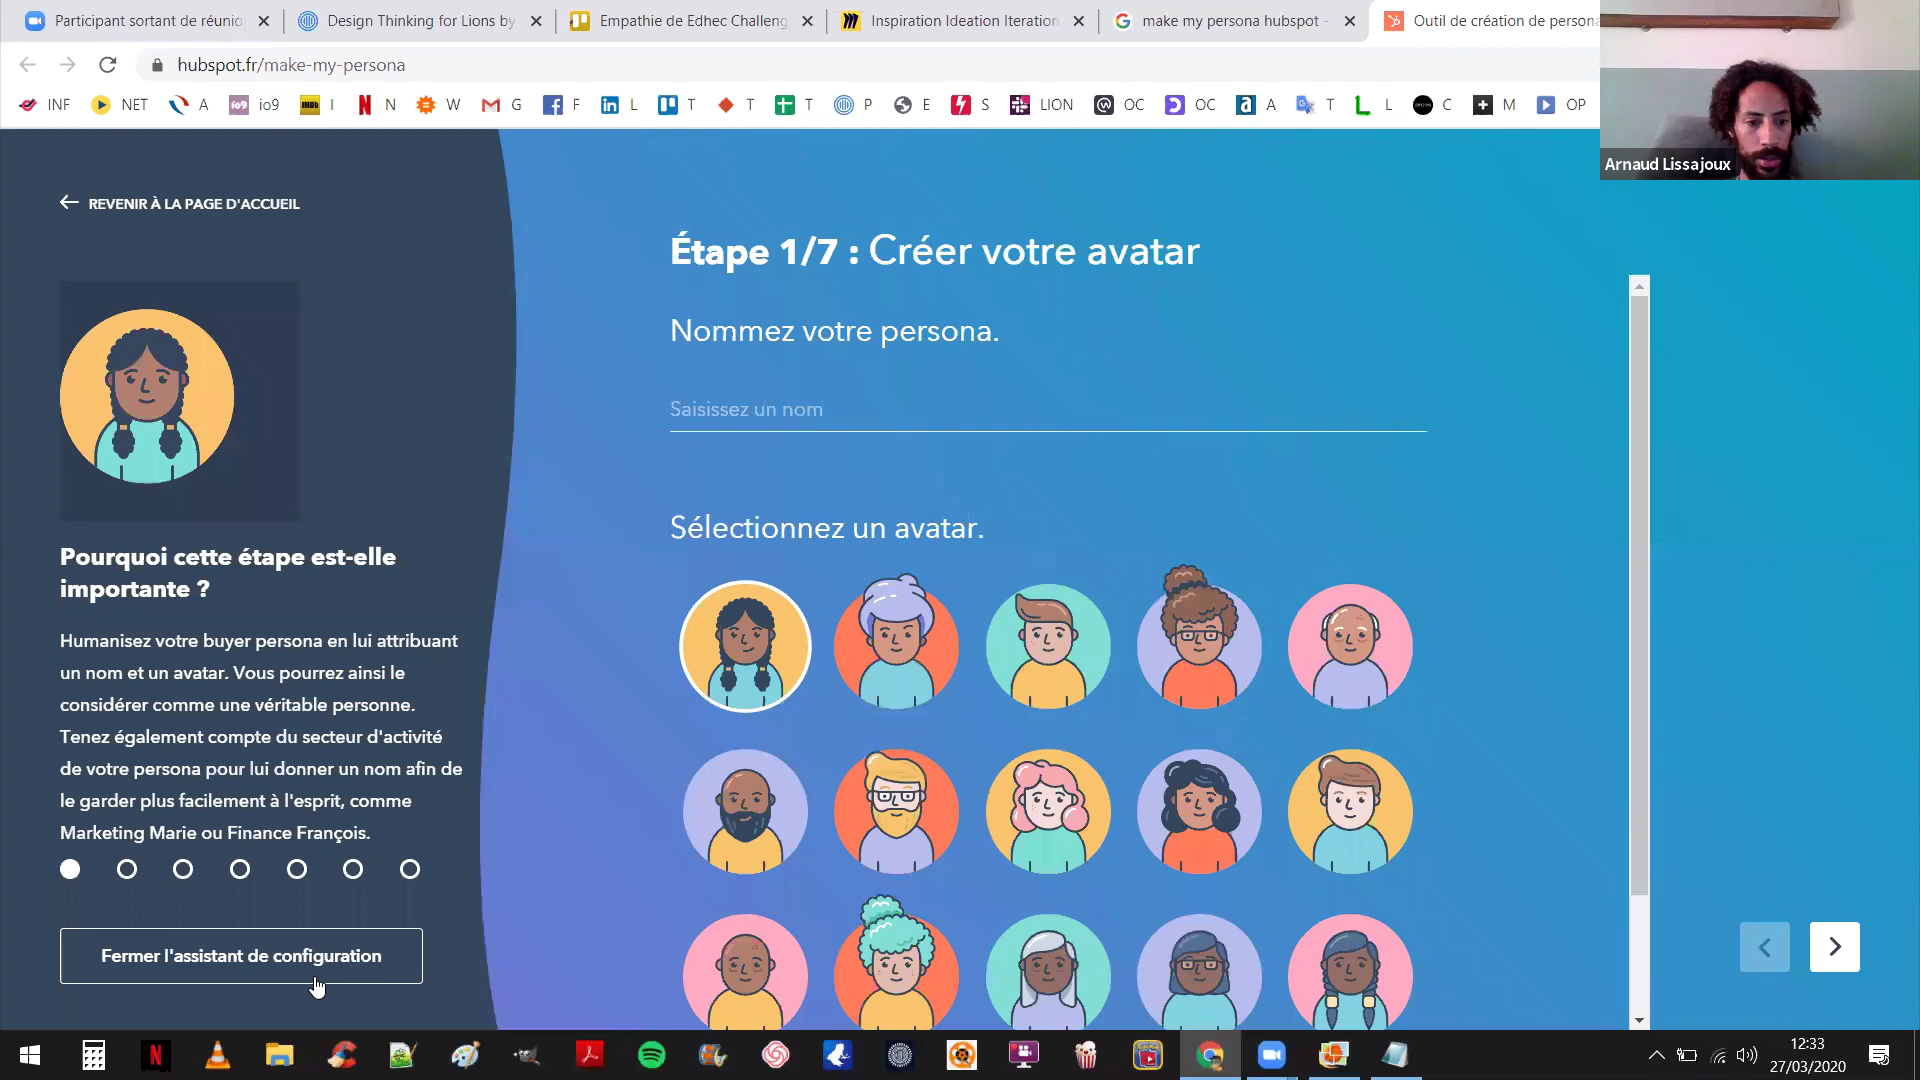 Participant sortant de réunio
Design Thinking for Lions by
Empathie de Edhec Challeng
Inspiration Ideation Iteration
make my persona hubspot -
Outil de création de persona
hubspot.fr/make-my-persona
INF
NET
A
io9
I
N
W
G
F
L
T
T
T
P
E
S
LION
OC
OC
A
T
L
C
M
OP
Arnaud Lissajoux
REVENIR À LA PAGE D'ACCUEIL
Étape 1/7 : Créer votre avatar
Nommez votre persona.
Saisissez un nom
Sélectionnez un avatar.
Pourquoi cette étape est-elle
importante ?
Humanisez votre buyer persona en lui attribuant
un nom et un avatar. Vous pourrez ainsi le
considérer comme une véritable personne.
Tenez également compte du secteur d'activité
de votre persona pour lui donner un nom afin de
le garder plus facilement à l'esprit, comme
Marketing Marie ou Finance François.
Fermer l'assistant de configuration
12:33
27/03/2020